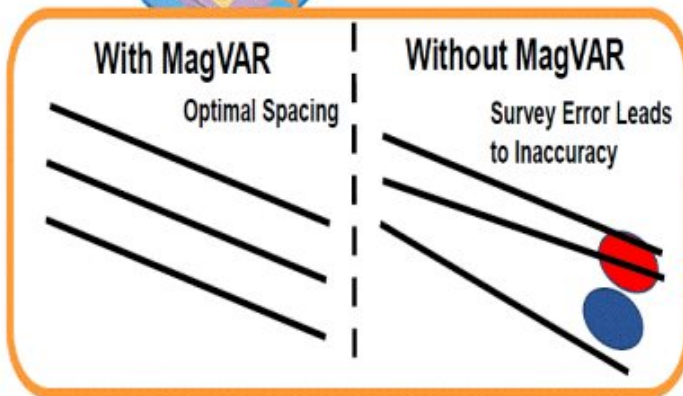 With MagVAR
Optimal Spacing
Without MagVAR
Survey Error Leads
to Inaccuracy